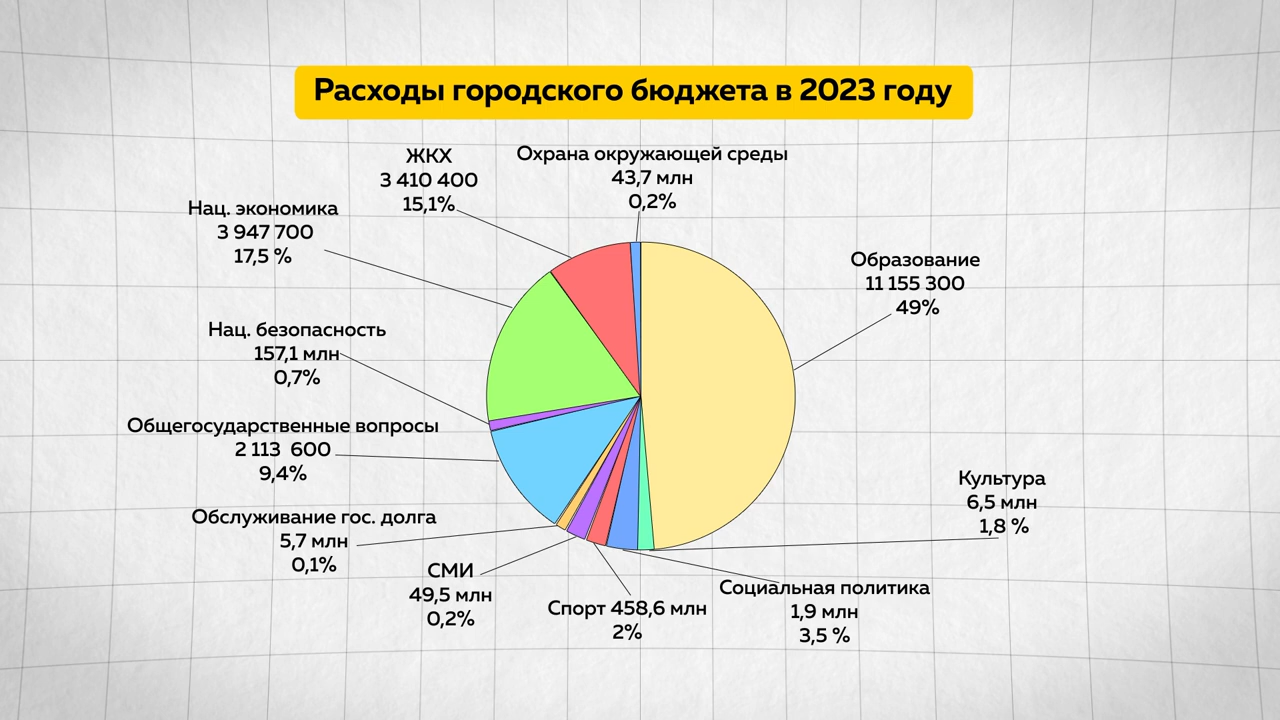 Расходы городского бюджета в 2023 году
ЖКХ
3 410 400
15,1%
Охрана окружающей среды
43,7 млн
0,2%
Нац. экономика
3 947 700
17,5 %
Образование
11 155 300
49%
Нац. безопасность
157,1 млн
0,7%
Общегосударственные вопросы
2 113  600
9,4%
Культура
6,5 млн
1,8 %
Обслуживание гос. долга
5,7 млн
0,1%
СМИ
49,5 млн
0,2%
Спорт 458,6 млн
2%
Социальная политика
1,9 млн
3,5 %